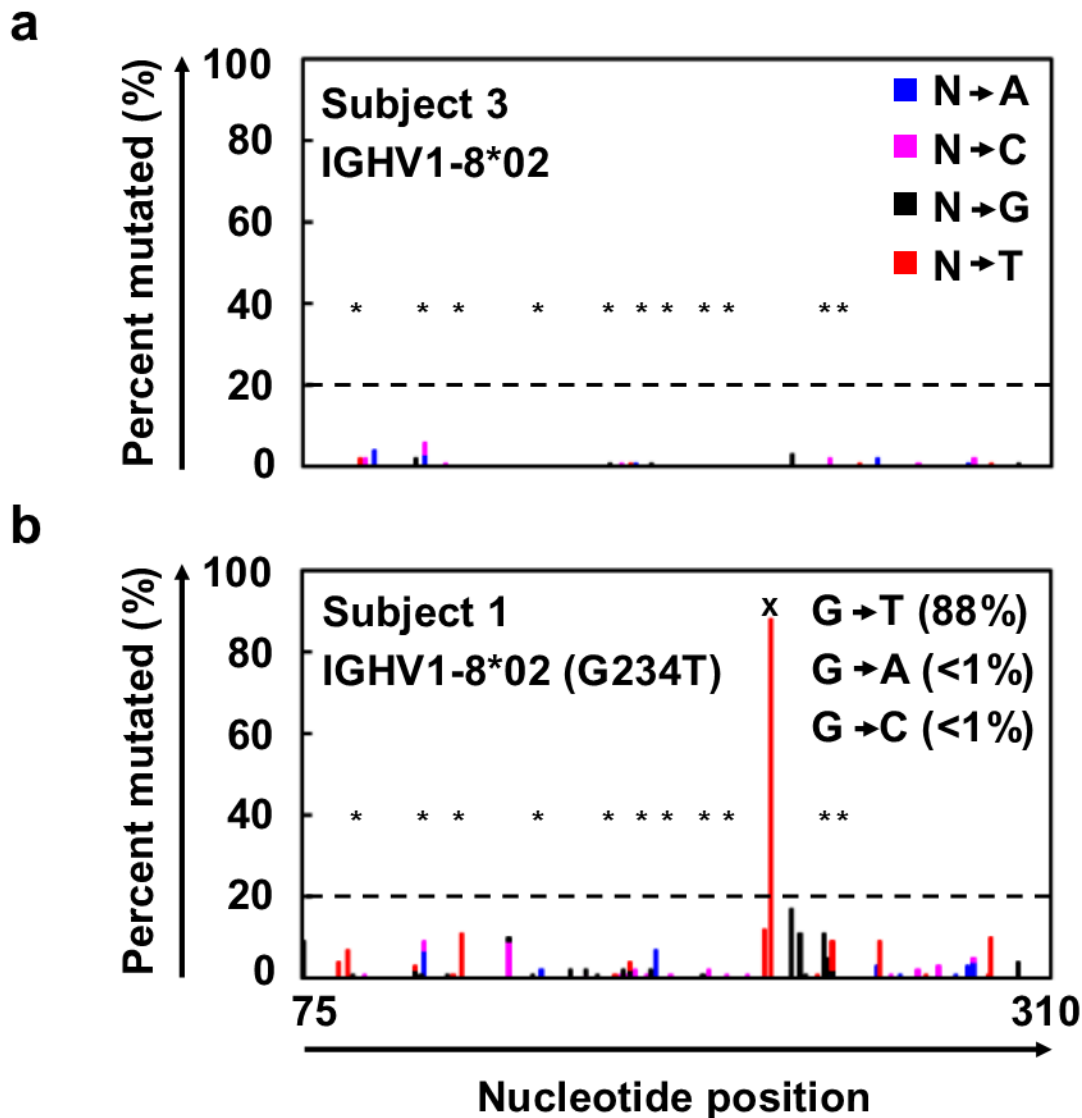 a
Percent mutated (%)
100
80
60
40
20
0
Subject 3
IGHV1-8*02
N→A
N→C
N→G
N→T
* * * * * * * * * * *
b
Percent mutated (%)
100
80
60
40
20
0
Subject 1
IGHV1-8*02 (G234T)
x
G→T (88%)
G→A (<1%)
G→C (<1%)
* * * * * * * * * * *
75
310
Nucleotide position